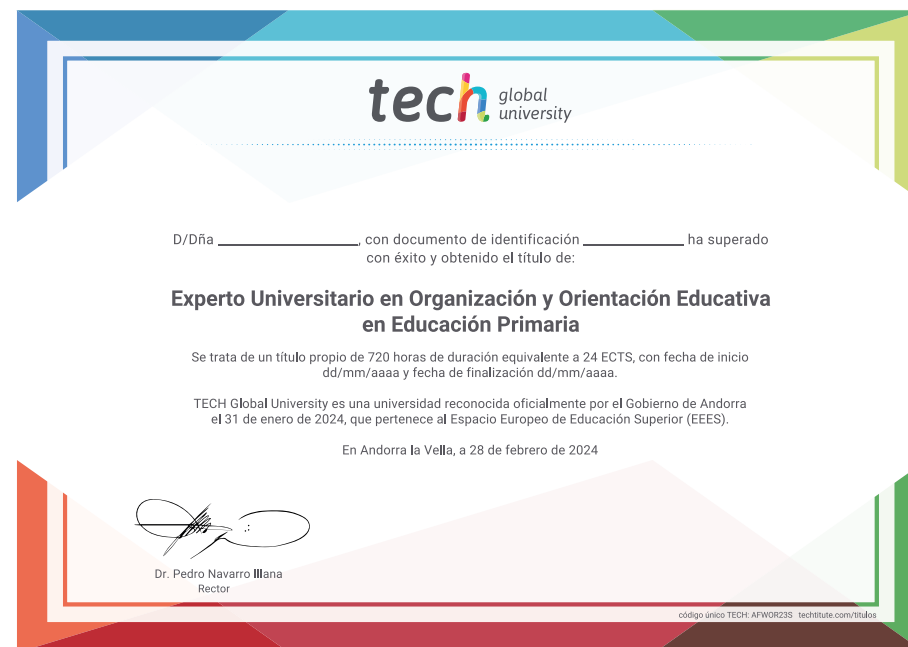 tech global
university
D/Dña ______________, con documento de identificación __________ ha superado
con éxito y obtenido el título de:
Experto Universitario en Organización y Orientación Educativa
en Educación Primaria
Se trata de un título propio de 720 horas de duración equivalente a 24 ECTS, con fecha de inicio
dd/mm/aaaa y fecha de finalización dd/mm/aaaa.
TECH Global University es una universidad reconocida oficialmente por el Gobierno de Andorra
el 31 de enero de 2024, que pertenece al Espacio Europeo de Educación Superior (EEES).
En Andorra la Vella, a 28 de febrero de 2024
Dr. Pedro Navarro Illana
Rector
código único TECH: AFWOR23S techtitute.com/titulos